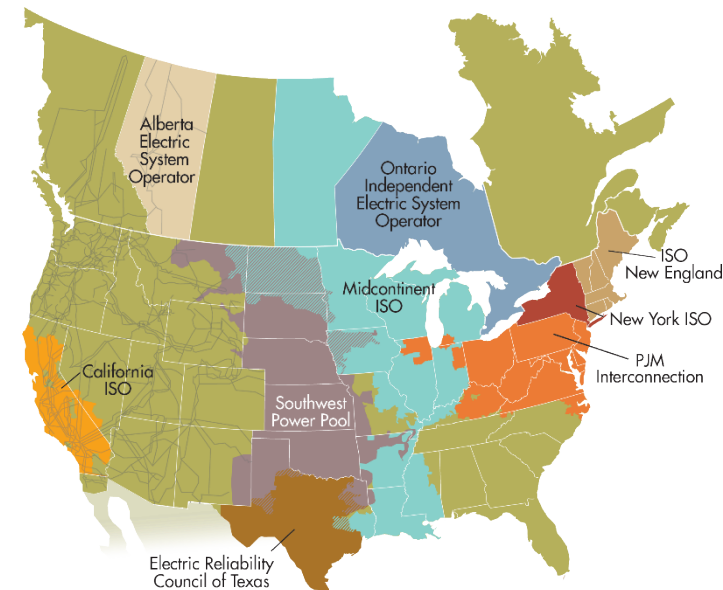 Alberta
Electric
System
Operator
Ontario
Independent
Electric System
Operator
ISO
New England
Midcontinent
ISO
New York ISO
PJM
Interconnection
California
ISO
Southwest
Power Pool
Electric Reliability
Council of Texas